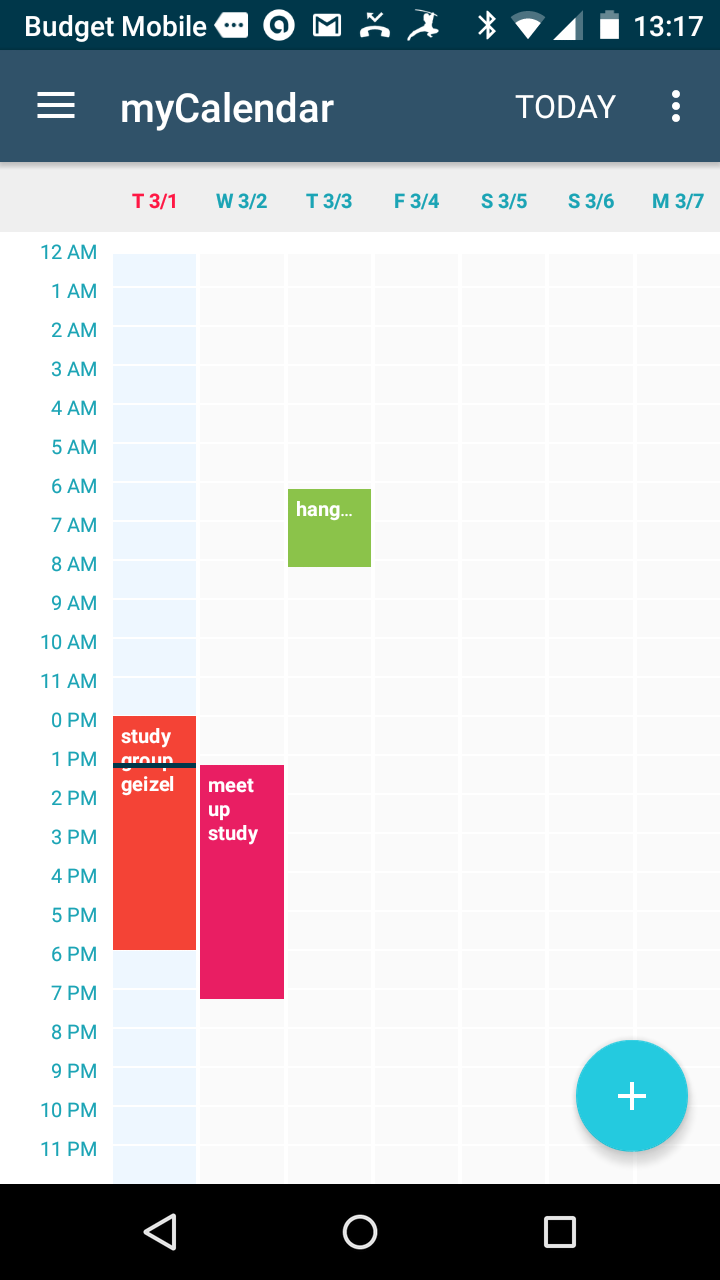 Budget Mobile 13:17
myCalendar TODAY
T 3/1 W 3/2 T 3/3 F 3/4 S 3/5 S 3/6 M 3/7
12 AM
1 AM
2 AM
3 AM
4 AM
5 AM
6 AM
hang...
7 AM
8 AM
9 AM
10 AM
11 AM
0 PM
study
group
geizel
1 PM
meet
up
study
2 PM
3 PM
4 PM
5 PM
6 PM
7 PM
8 PM
9 PM
10 PM
11 PM